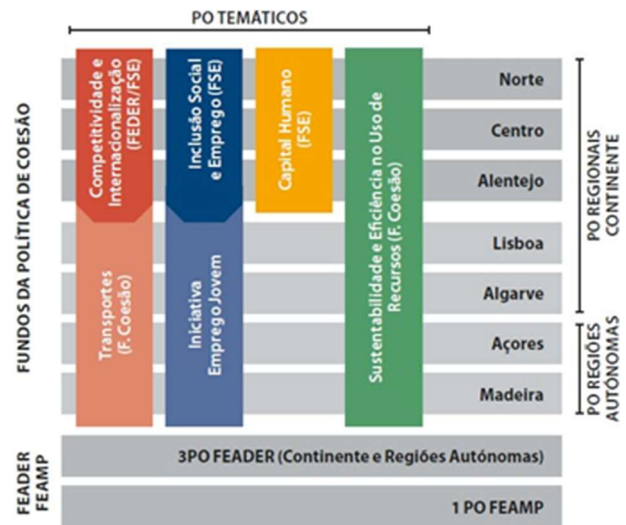 PO TEMÁTICOS
FUNDOS DA POLÍTICA DE COESÃO
Competitividade e
Internacionalização
(FEDER/FSE)
Transportes
(F. Coesão)
Inclusão Social
e Emprego (FSE)
Iniciativa
Emprego Jovem
Capital Humano
(FSE)
Sustentabilidade e Eficiência no Uso de
Recursos (F. Coesão)
Norte
Centro
Alentejo
Lisboa
Algarve
Açores
Madeira
PO REGIONAIS
CONTINENTE
PO REGIÕES
AUTÓNOMAS
FEADER
FEAMP
3PO FEADER (Continente e Regiões Autónomas)
1 PO FEAMP